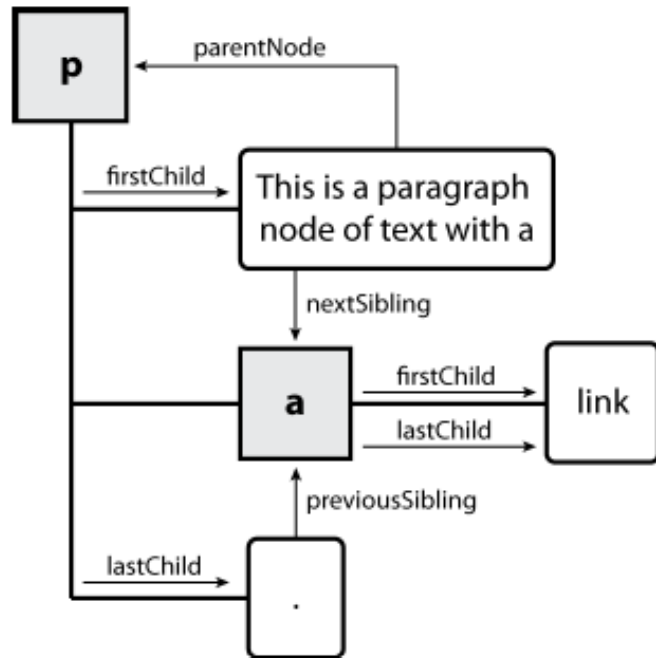 p
parentNode
firstChild
This is a paragraph
node of text with a
nextSibling
a
firstChild
lastChild
link
previousSibling
lastChild
.